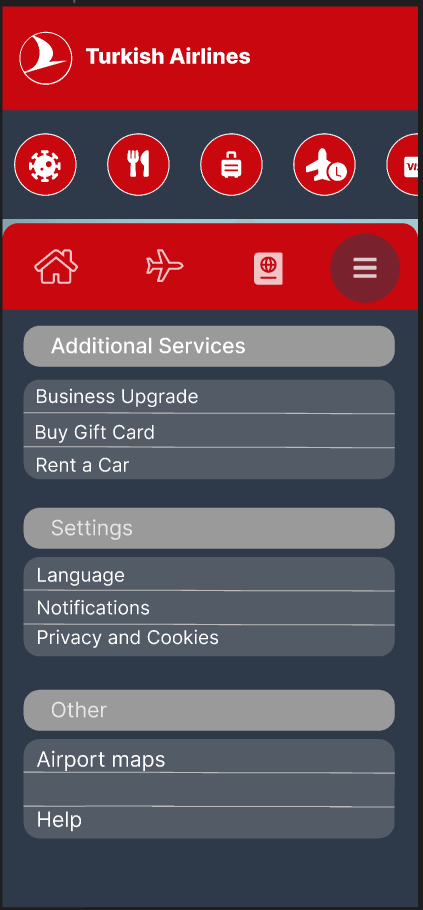 Turkish Airlines
L
VIS
Additional Services
Business Upgrade
Buy Gift Card
Rent a Car
Settings
Language
Notifications
Privacy and Cookies
Other
Airport maps
Help